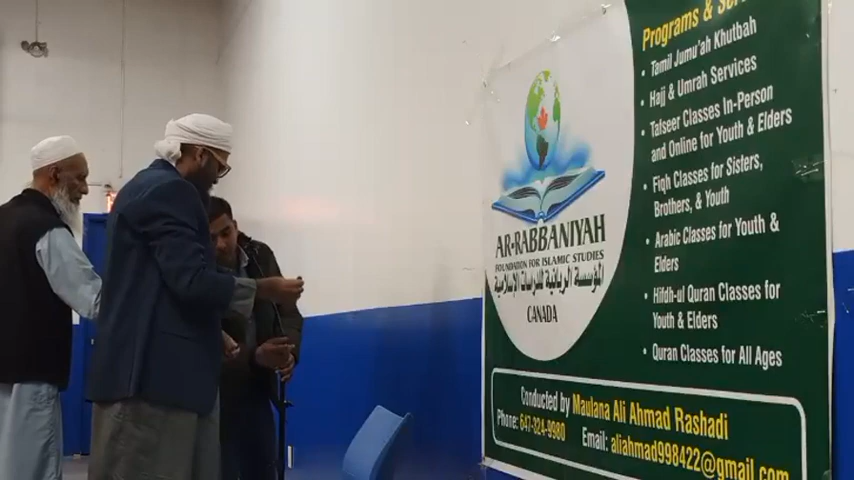 AR-RABBANIYAH
FOUNDATION FOR ISLAMIC STUDIES
المؤسسة الربانية للدراسات الإسلامية
CANADA
Programs & Services
• Tamil Jumu'ah Khutbah
• Hajj & Umrah Services
• Tafseer Classes In-Person
and Online for Youth & Elders
• Fiqh Classes for Sisters,
Brothers, & Youth
• Arabic Classes for Youth &
Elders
• Hifdh-ul Quran Classes for
Youth & Elders
• Quran Classes for All Ages
Conducted by Maulana Ali Ahmad Rashadi
Phone: 647-324-9980
Email: aliahmad998422@gmail.com